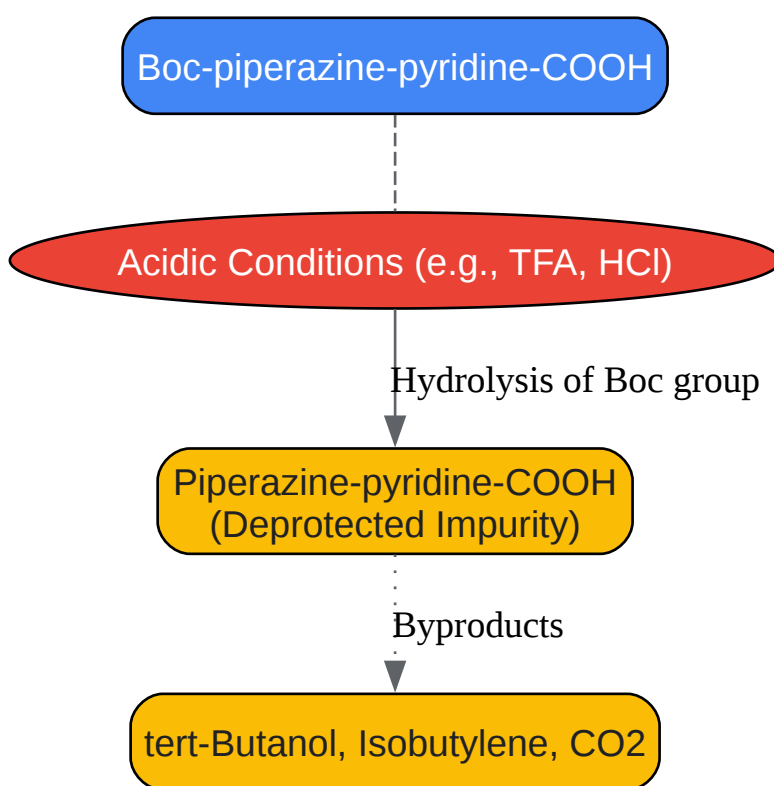 Boc-piperazine-pyridine-COOH
Acidic Conditions (e.g., TFA, HCl)
Hydrolysis of Boc group
Piperazine-pyridine-COOH
(Deprotected Impurity)
Byproducts
tert-Butanol, Isobutylene, CO2